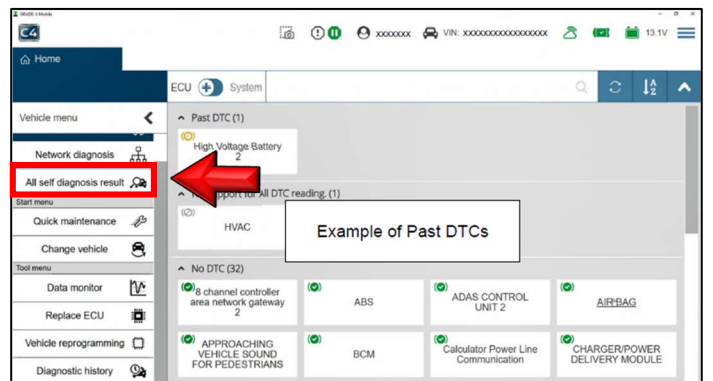 C4
xxxxxxx
VIN: xxxxxxxxxxxxxxxxxx
13.1V
Home
ECU
System
Vehicle menu
Past DTC (1)
High Voltage Battery
2
Network diagnosis
All self diagnosis result
Start menu
Quick maintenance
Change vehicle
Tool menu
Data monitor
Replace ECU
Vehicle reprogramming
Diagnostic history
support for All DTC reading. (1)
HVAC
Example of Past DTCs
No DTC (32)
8 channel controller
area network gateway
2
ABS
ADAS CONTROL
UNIT 2
AIRBAG
APPROACHING
VEHICLE SOUND
FOR PEDESTRIANS
BCM
Calculator Power Line
Communication
CHARGER/POWER
DELIVERY MODULE